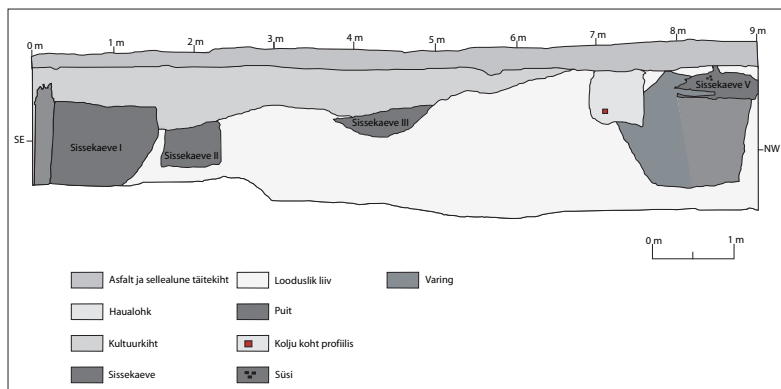 0 m 1 m 2 m 3 m 4 m 5 m 6 m 7 m 8 m 9 m
Sissekaeve V
Sissekaeve III
SE
Sissekaeve I
Sissekaeve II
NW
0 m 1 m
Asfalt ja sellealune täitekiht
Looduslik liiv
Varing
Haualohk
Puit
Kultuurkiht
Kolju koht profiilis
Sissekaeve
Süsi